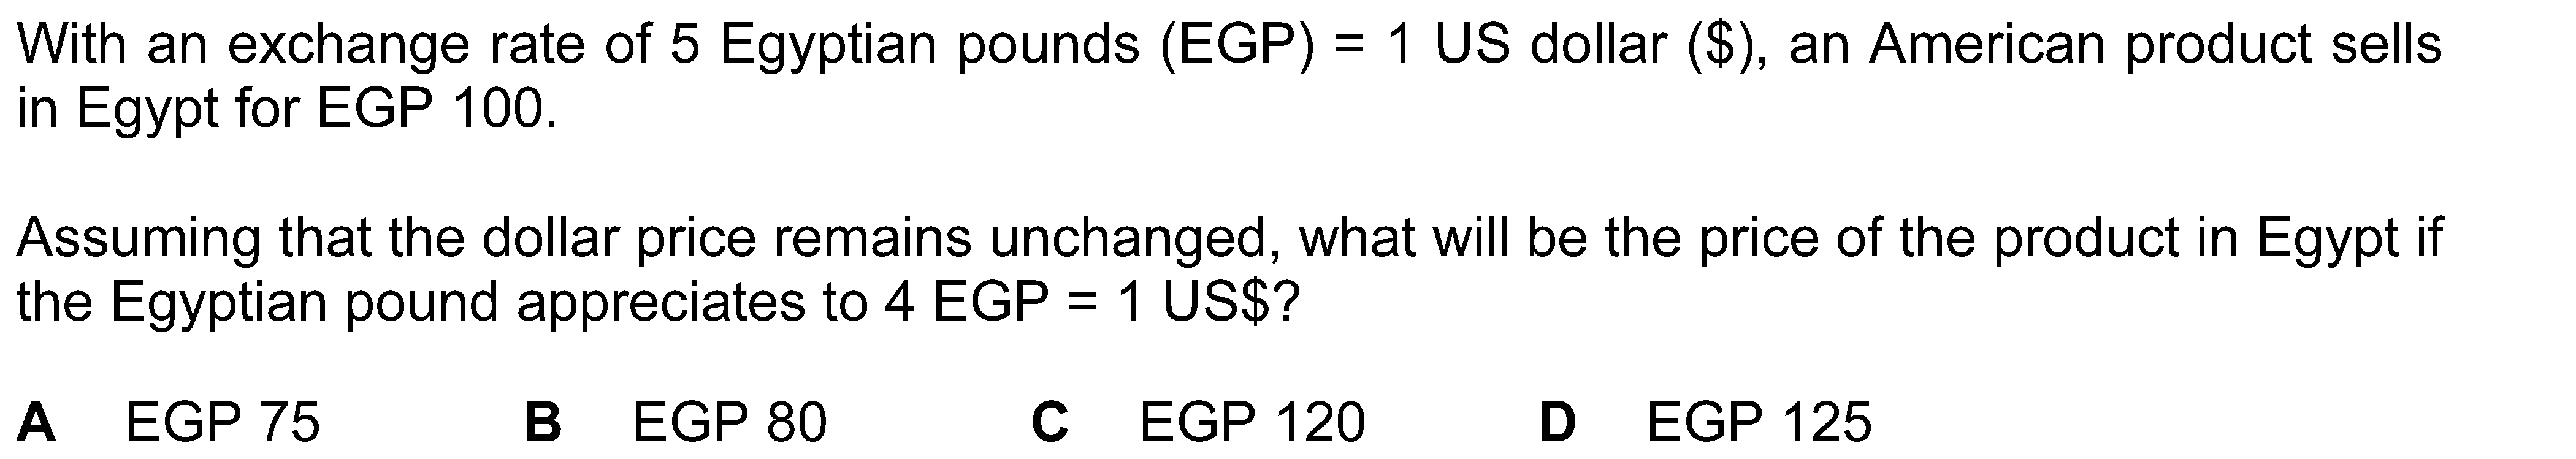 With an exchange rate of 5 Egyptian pounds (EGP) = 1 US dollar ($), an American product sells
in Egypt for EGP 100.
Assuming that the dollar price remains unchanged, what will be the price of the product in Egypt if
the Egyptian pound appreciates to 4 EGP = 1 US$?
A EGP 75 B EGP 80 C EGP 120 D EGP 125